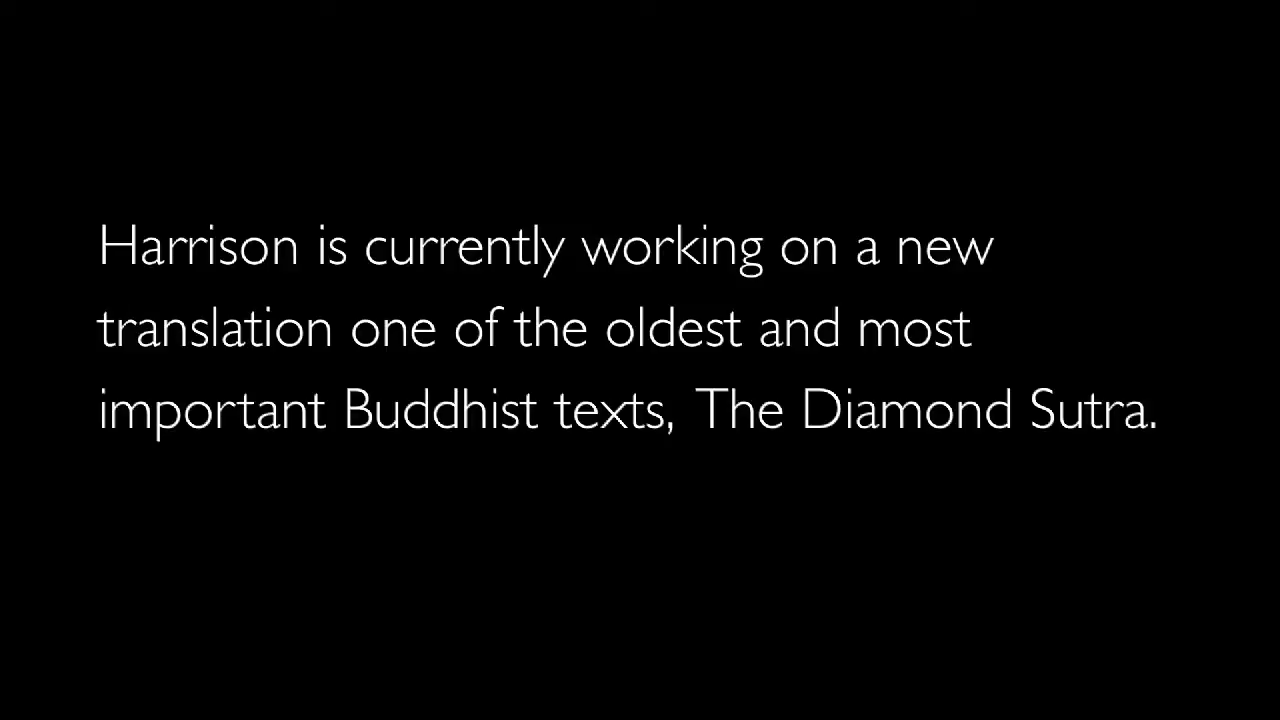 Harrison is currently working on a new
translation one of the oldest and most
important Buddhist texts, The Diamond Sutra.